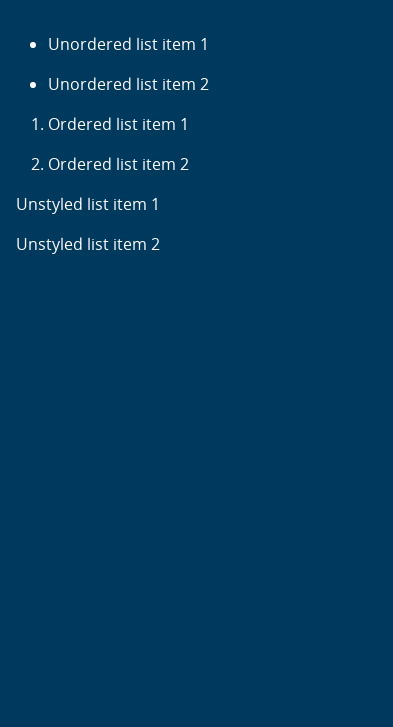 • Unordered list item 1
• Unordered list item 2
1. Ordered list item 1
2. Ordered list item 2
Unstyled list item 1
Unstyled list item 2